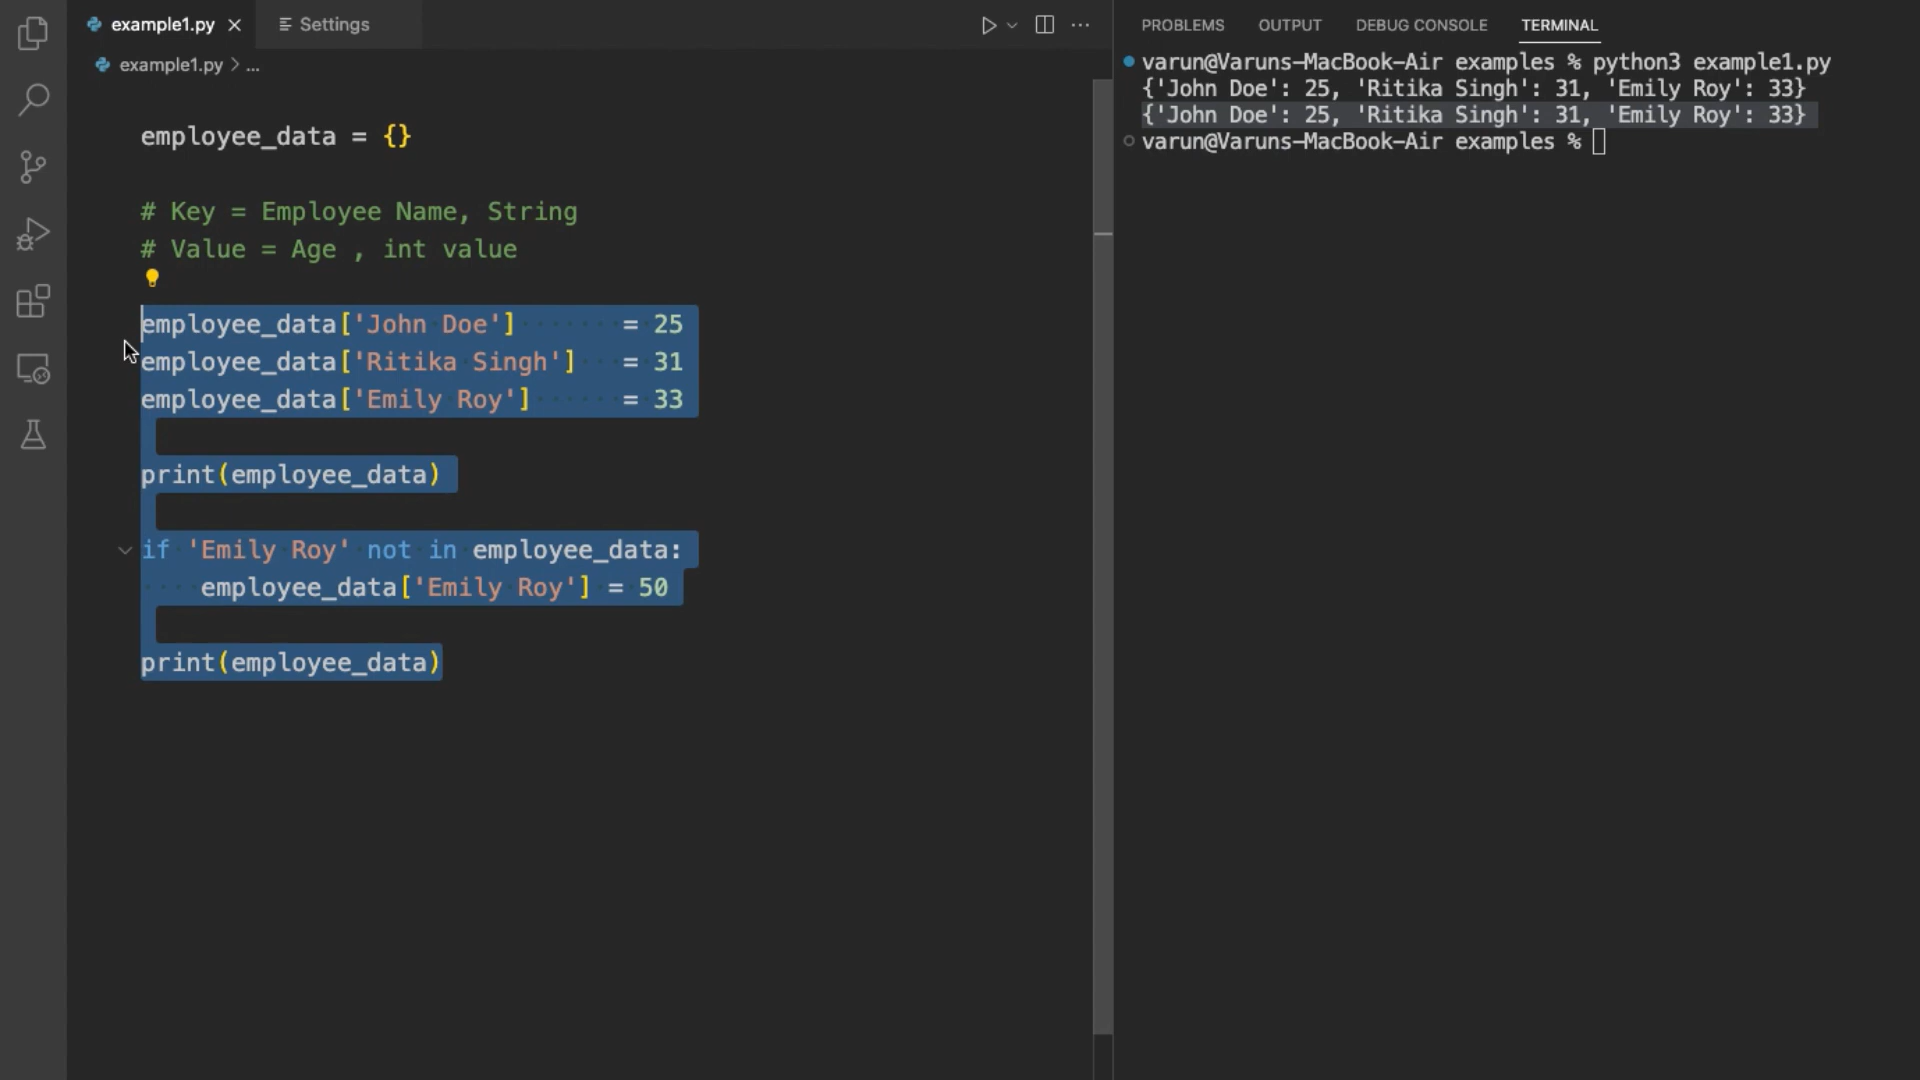 example1.py
Settings
example1.py > ...
employee_data = {}
# Key = Employee Name, String
# Value = Age , int value
employee_data['John Doe']       = 25
employee_data['Ritika Singh']   = 31
employee_data['Emily Roy']      = 33
print(employee_data)
if 'Emily Roy' not in employee_data:
    employee_data['Emily Roy'] = 50
print(employee_data)
PROBLEMS OUTPUT DEBUG CONSOLE TERMINAL
varun@Varuns-MacBook-Air examples % python3 example1.py
{'John Doe': 25, 'Ritika Singh': 31, 'Emily Roy': 33}
{'John Doe': 25, 'Ritika Singh': 31, 'Emily Roy': 33}
varun@Varuns-MacBook-Air examples %